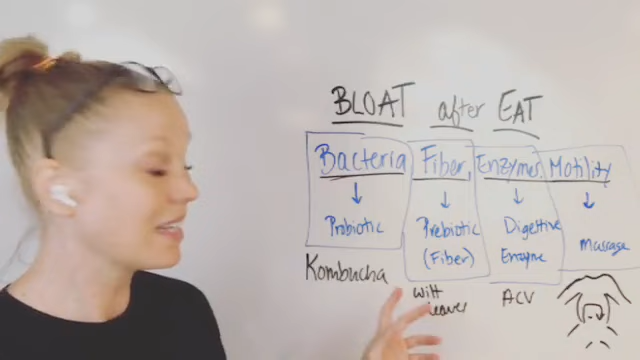 BLOAT after EAT
Bacteria Fiber, Enzymes, Motility
Probiotic Prebiotic Digestive Massage
(Fiber) Enzyme
Kombucha ACV